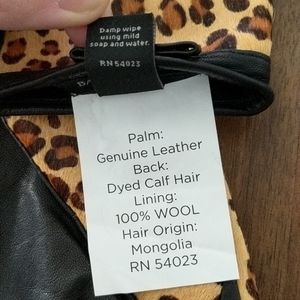 Damp wipe
using mild
soap and water.
RN 54023
Palm:
Genuine Leather
Back:
Dyed Calf Hair
Lining:
100% WOOL
Hair Origin:
Mongolia
RN 54023